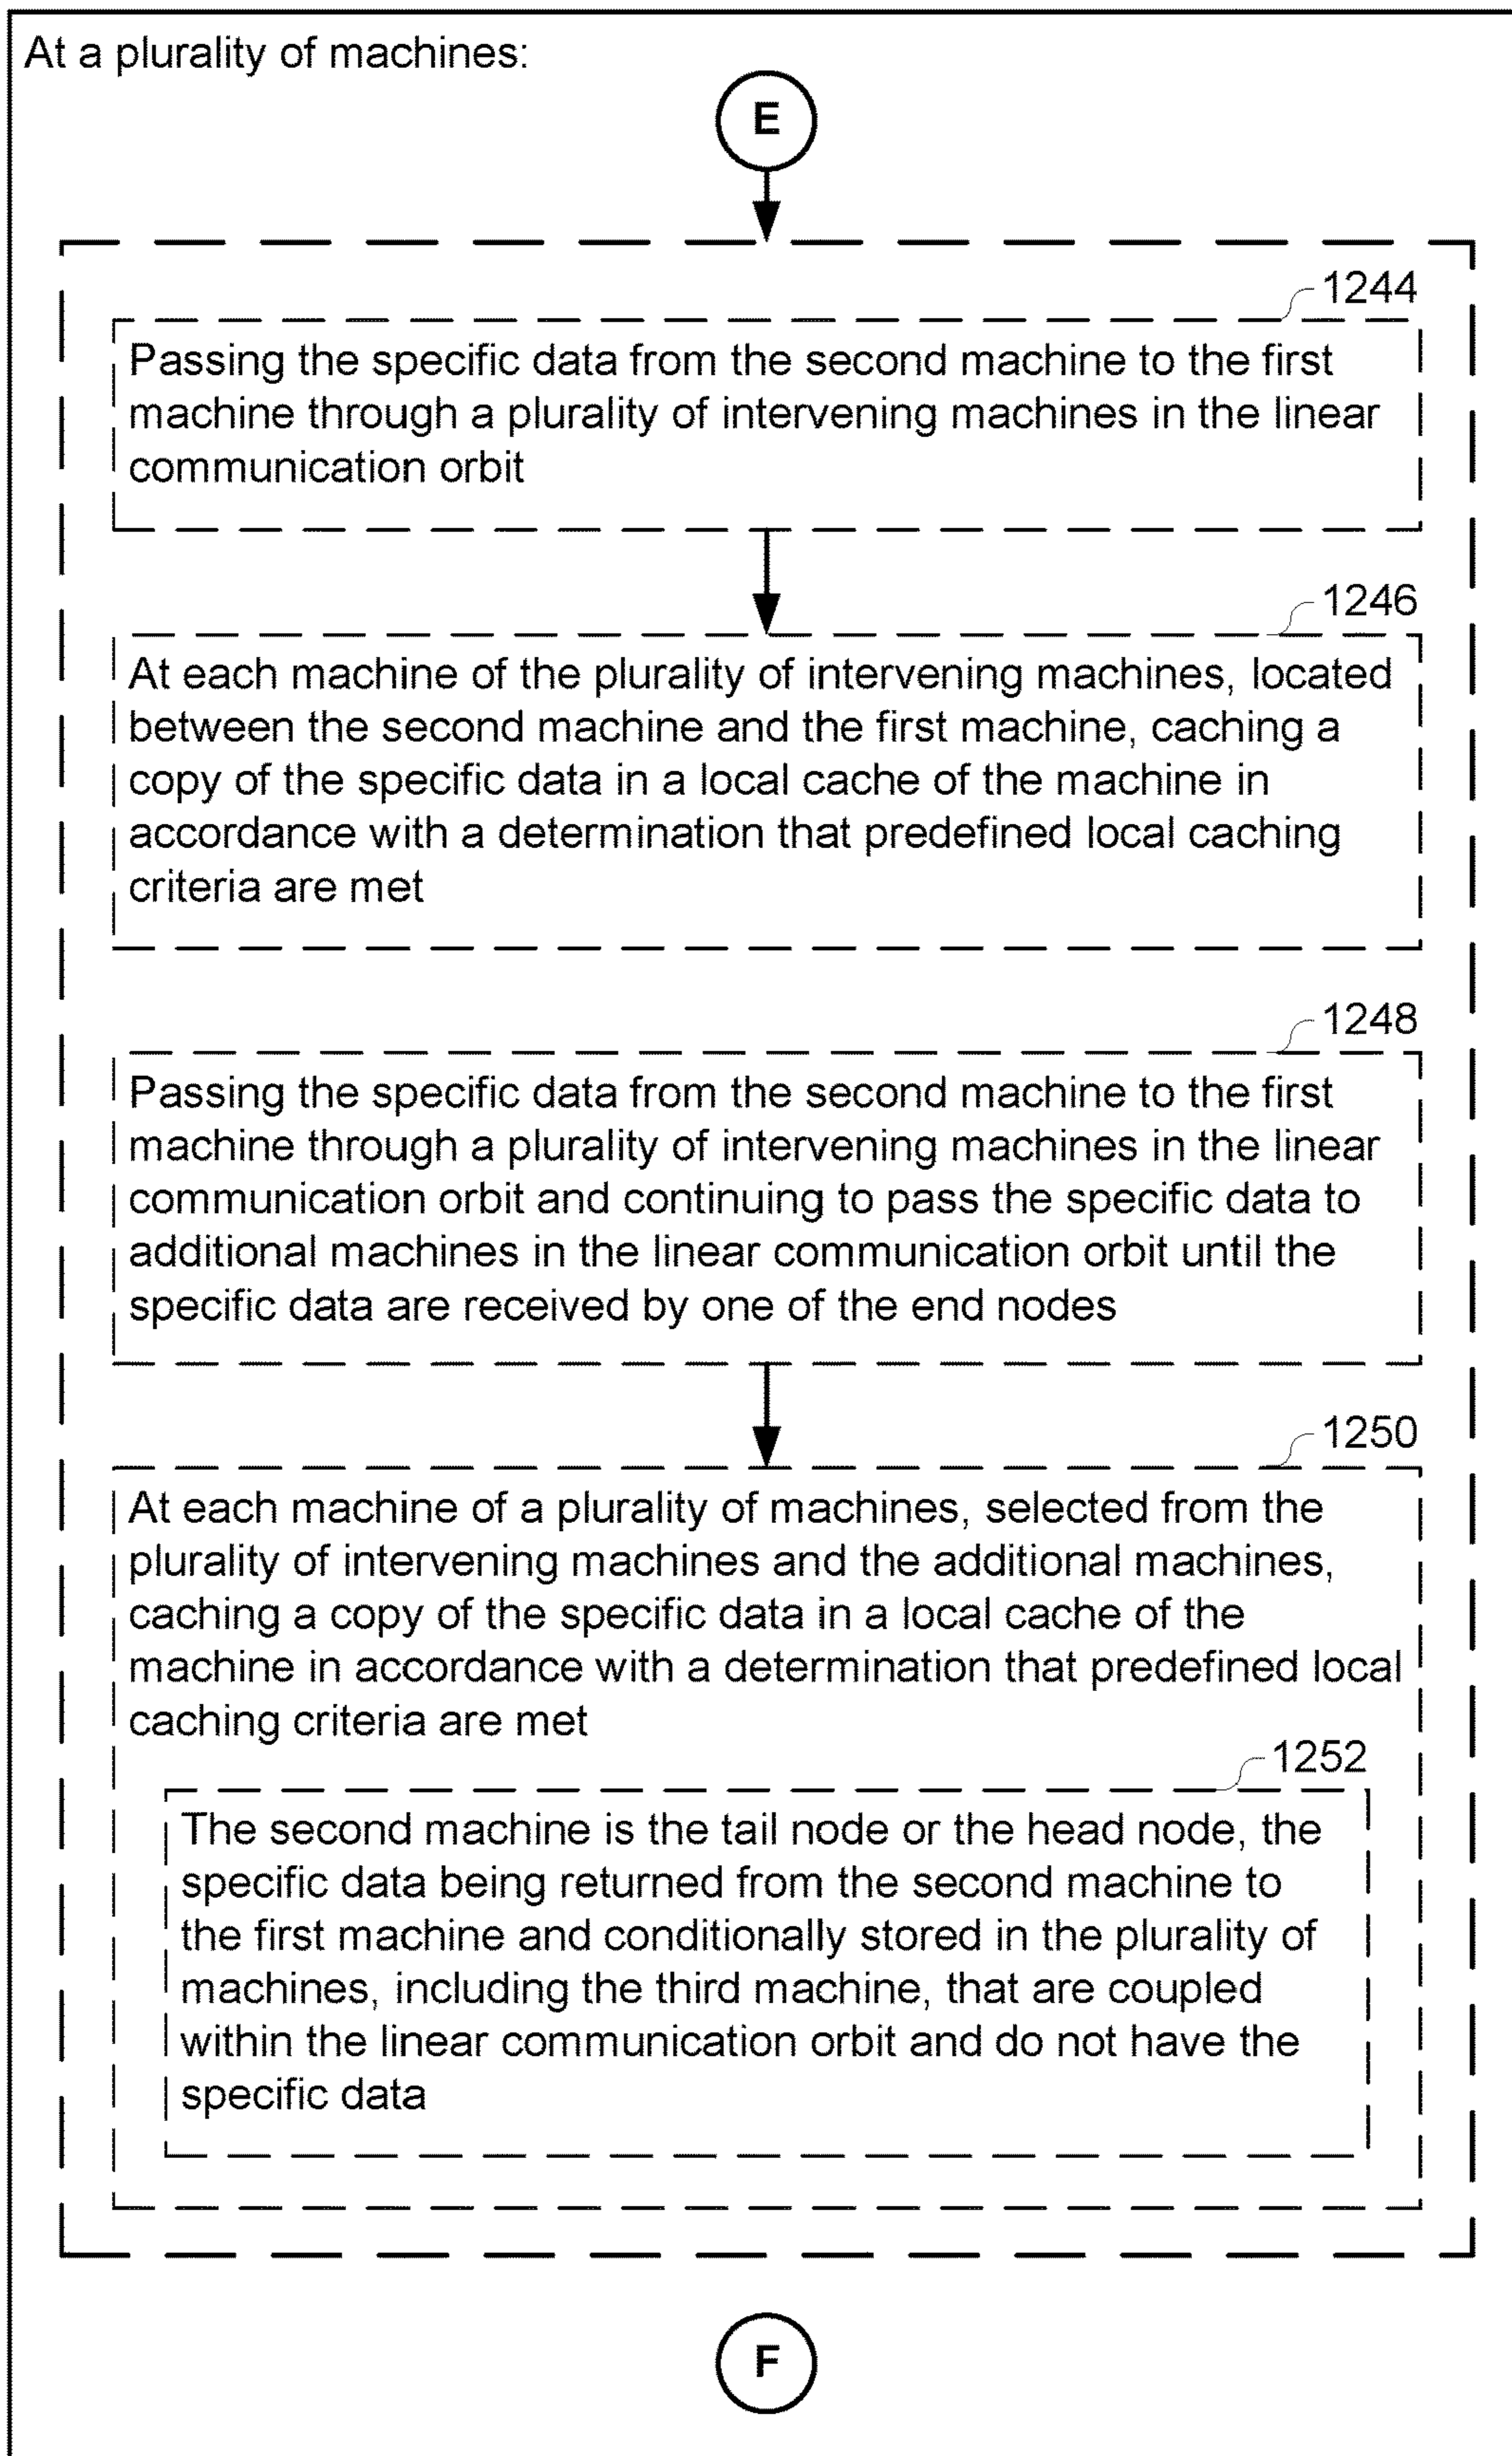 At a plurality of machines:
E
1244
Passing the specific data from the second machine to the first
machine through a plurality of intervening machines in the linear
communication orbit
1246
At each machine of the plurality of intervening machines, located
between the second machine and the first machine, caching a
copy of the specific data in a local cache of the machine in
accordance with a determination that predefined local caching
criteria are met
1248
Passing the specific data from the second machine to the first
machine through a plurality of intervening machines in the linear
communication orbit and continuing to pass the specific data to
additional machines in the linear communication orbit until the
specific data are received by one of the end nodes
1250
At each machine of a plurality of machines, selected from the
plurality of intervening machines and the additional machines,
caching a copy of the specific data in a local cache of the
machine in accordance with a determination that predefined local
caching criteria are met
1252
The second machine is the tail node or the head node, the
specific data being returned from the second machine to
the first machine and conditionally stored in the plurality of
machines, including the third machine, that are coupled
within the linear communication orbit and do not have the
specific data
F